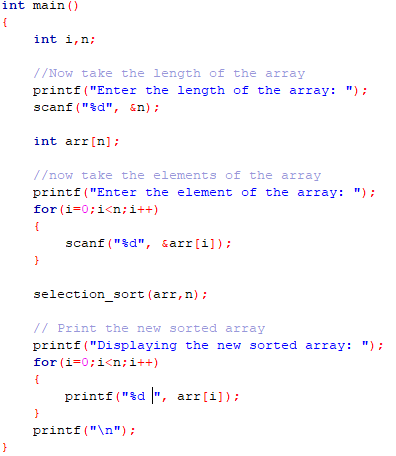 int main()
{
int i,n;
//Now take the length of the array
printf("Enter the length of the array: ");
scanf("%d", &n);
int arr[n];
//now take the elements of the array
printf("Enter the element of the array: ");
for(i=0;i<n;i++)
{
scanf("%d", &arr[i]);
}
selection_sort(arr,n);
// Print the new sorted array
printf("Displaying the new sorted array: ");
for(i=0;i<n;i++)
{
printf("%d ", arr[i]);
}
printf("\n");
}